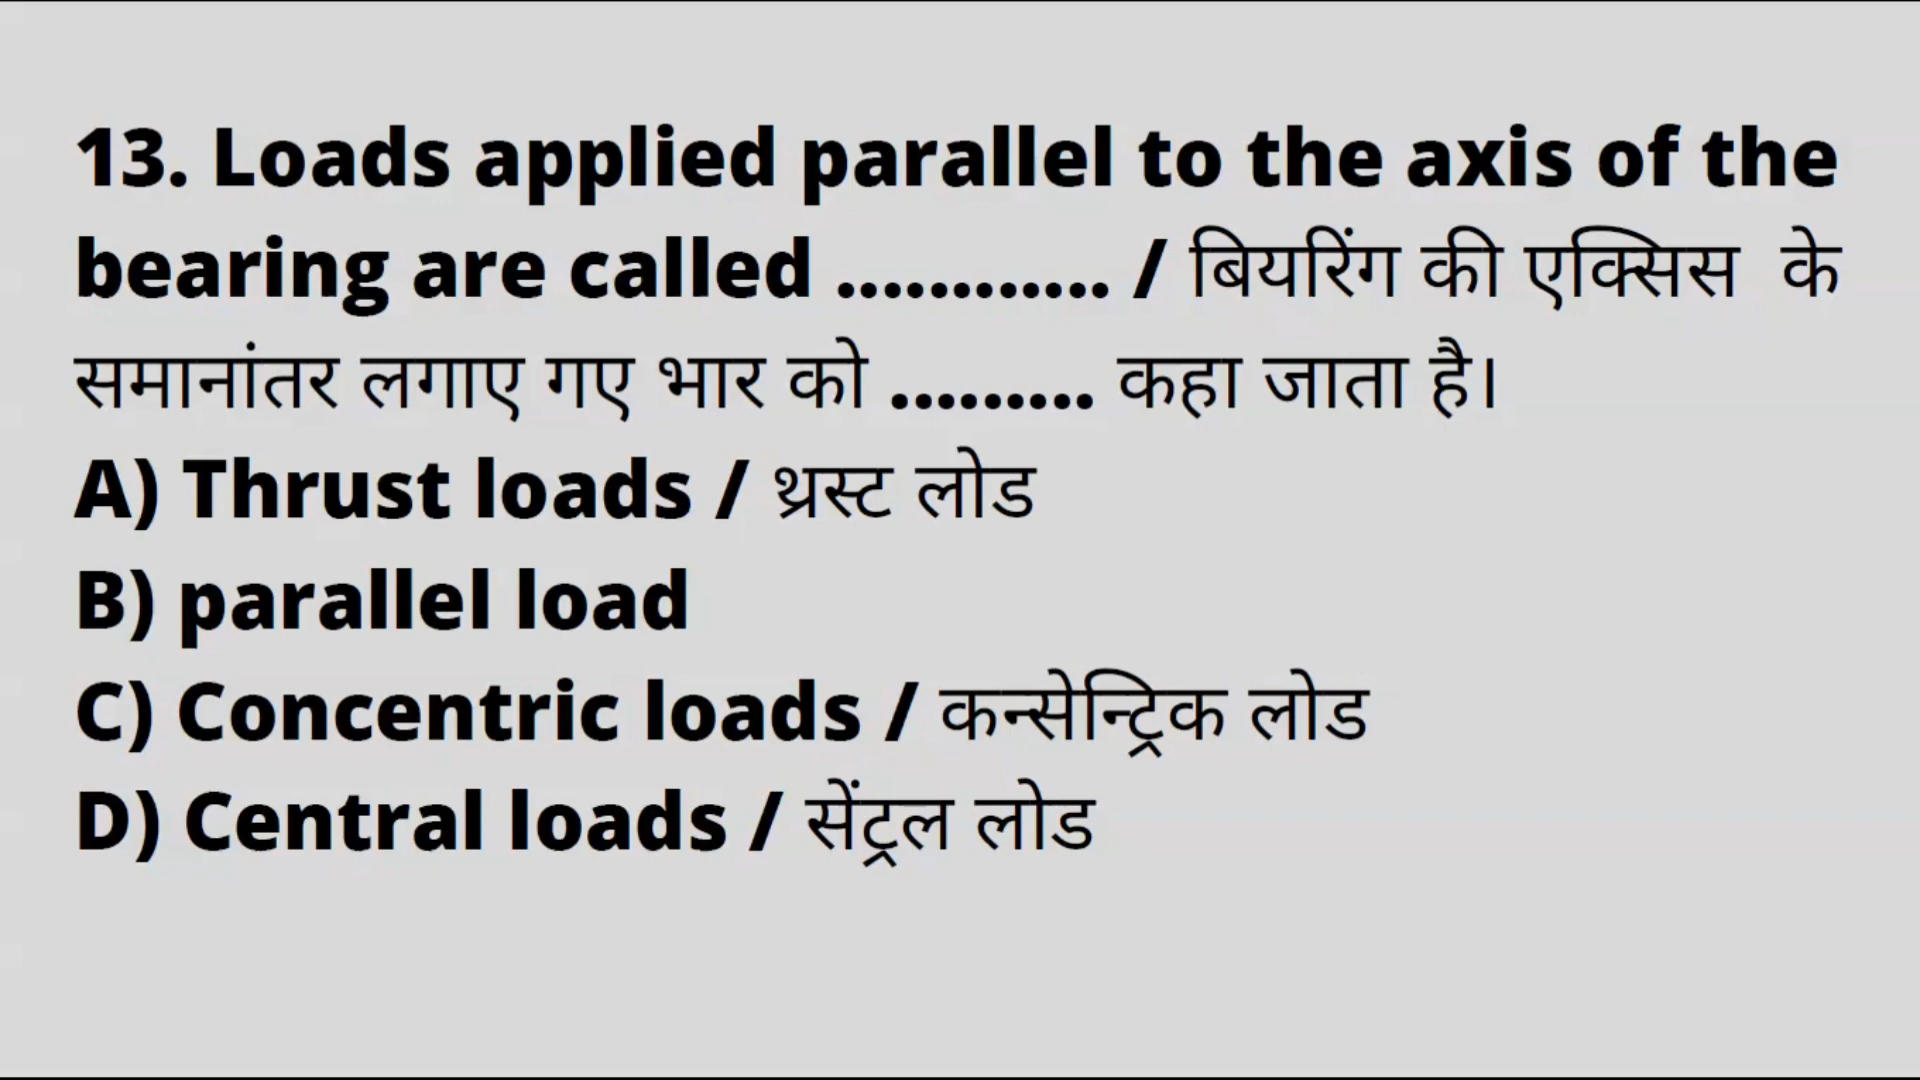 13. Loads applied parallel to the axis of the
bearing are called ............ / बियरिंग की एक्सिस के
समानांतर लगाए गए भार को ......... कहा जाता है।
A) Thrust loads / थ्रस्ट लोड
B) parallel load
C) Concentric loads / कन्सेन्ट्रिक लोड
D) Central loads / सेंट्रल लोड